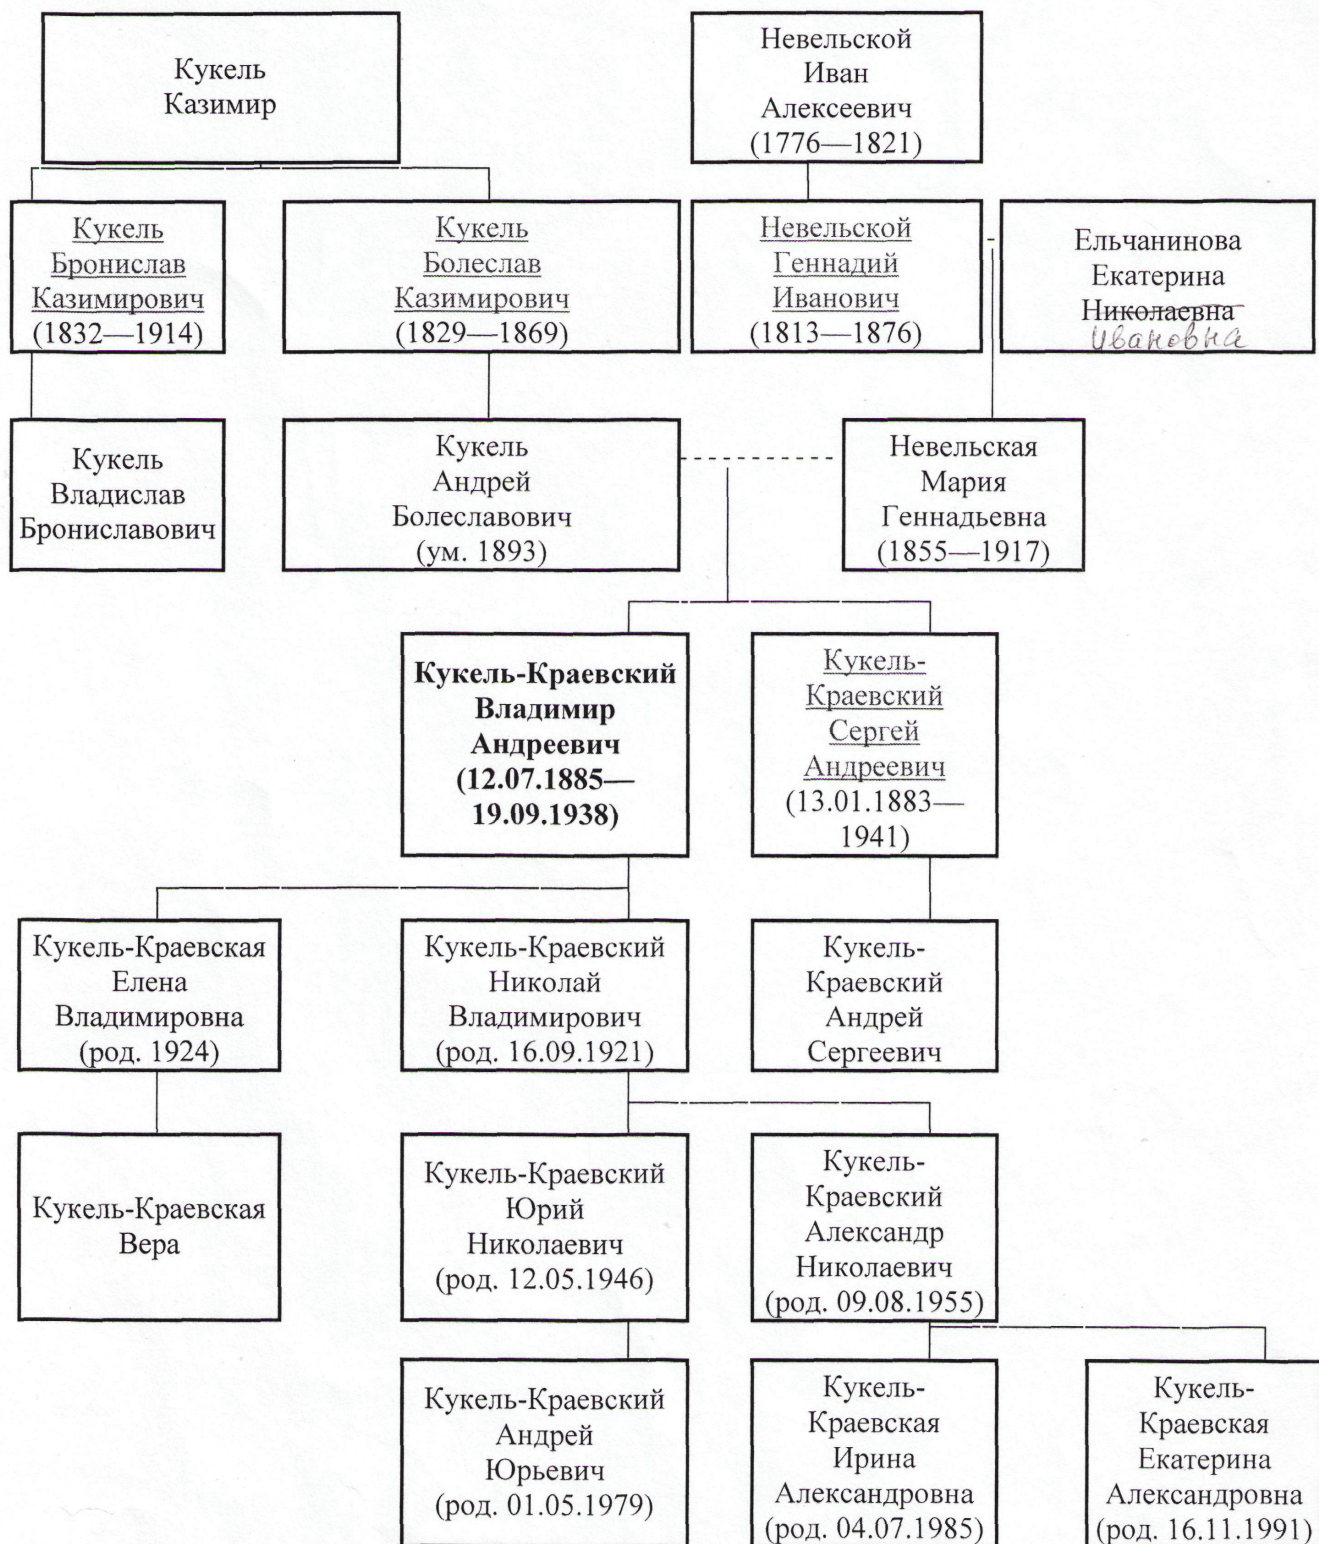 Кукель
Казимир
Невельской
Иван
Алексеевич
(1776—1821)
Кукель
Бронислав
Казимирович
(1832—1914)
Кукель
Болеслав
Казимирович
(1829—1869)
Невельской
Геннадий
Иванович
(1813—1876)
Ельчанинова
Екатерина
Николаевна
Ивановна
Кукель
Владислав
Брониславович
Кукель
Андрей
Болеславович
(ум. 1893)
Невельская
Мария
Геннадьевна
(1855—1917)
Кукель-Краевский
Владимир
Андреевич
(12.07.1885—
19.09.1938)
Кукель-
Краевский
Сергей
Андреевич
(13.01.1883—
1941)
Кукель-Краевская
Елена
Владимировна
(род. 1924)
Кукель-Краевский
Николай
Владимирович
(род. 16.09.1921)
Кукель-
Краевский
Андрей
Сергеевич
Кукель-Краевская
Вера
Кукель-Краевский
Юрий
Николаевич
(род. 12.05.1946)
Кукель-
Краевский
Александр
Николаевич
(род. 09.08.1955)
Кукель-Краевский
Андрей
Юрьевич
(род. 01.05.1979)
Кукель-
Краевская
Ирина
Александровна
(род. 04.07.1985)
Кукель-
Краевская
Екатерина
Александровна
(род. 16.11.1991)